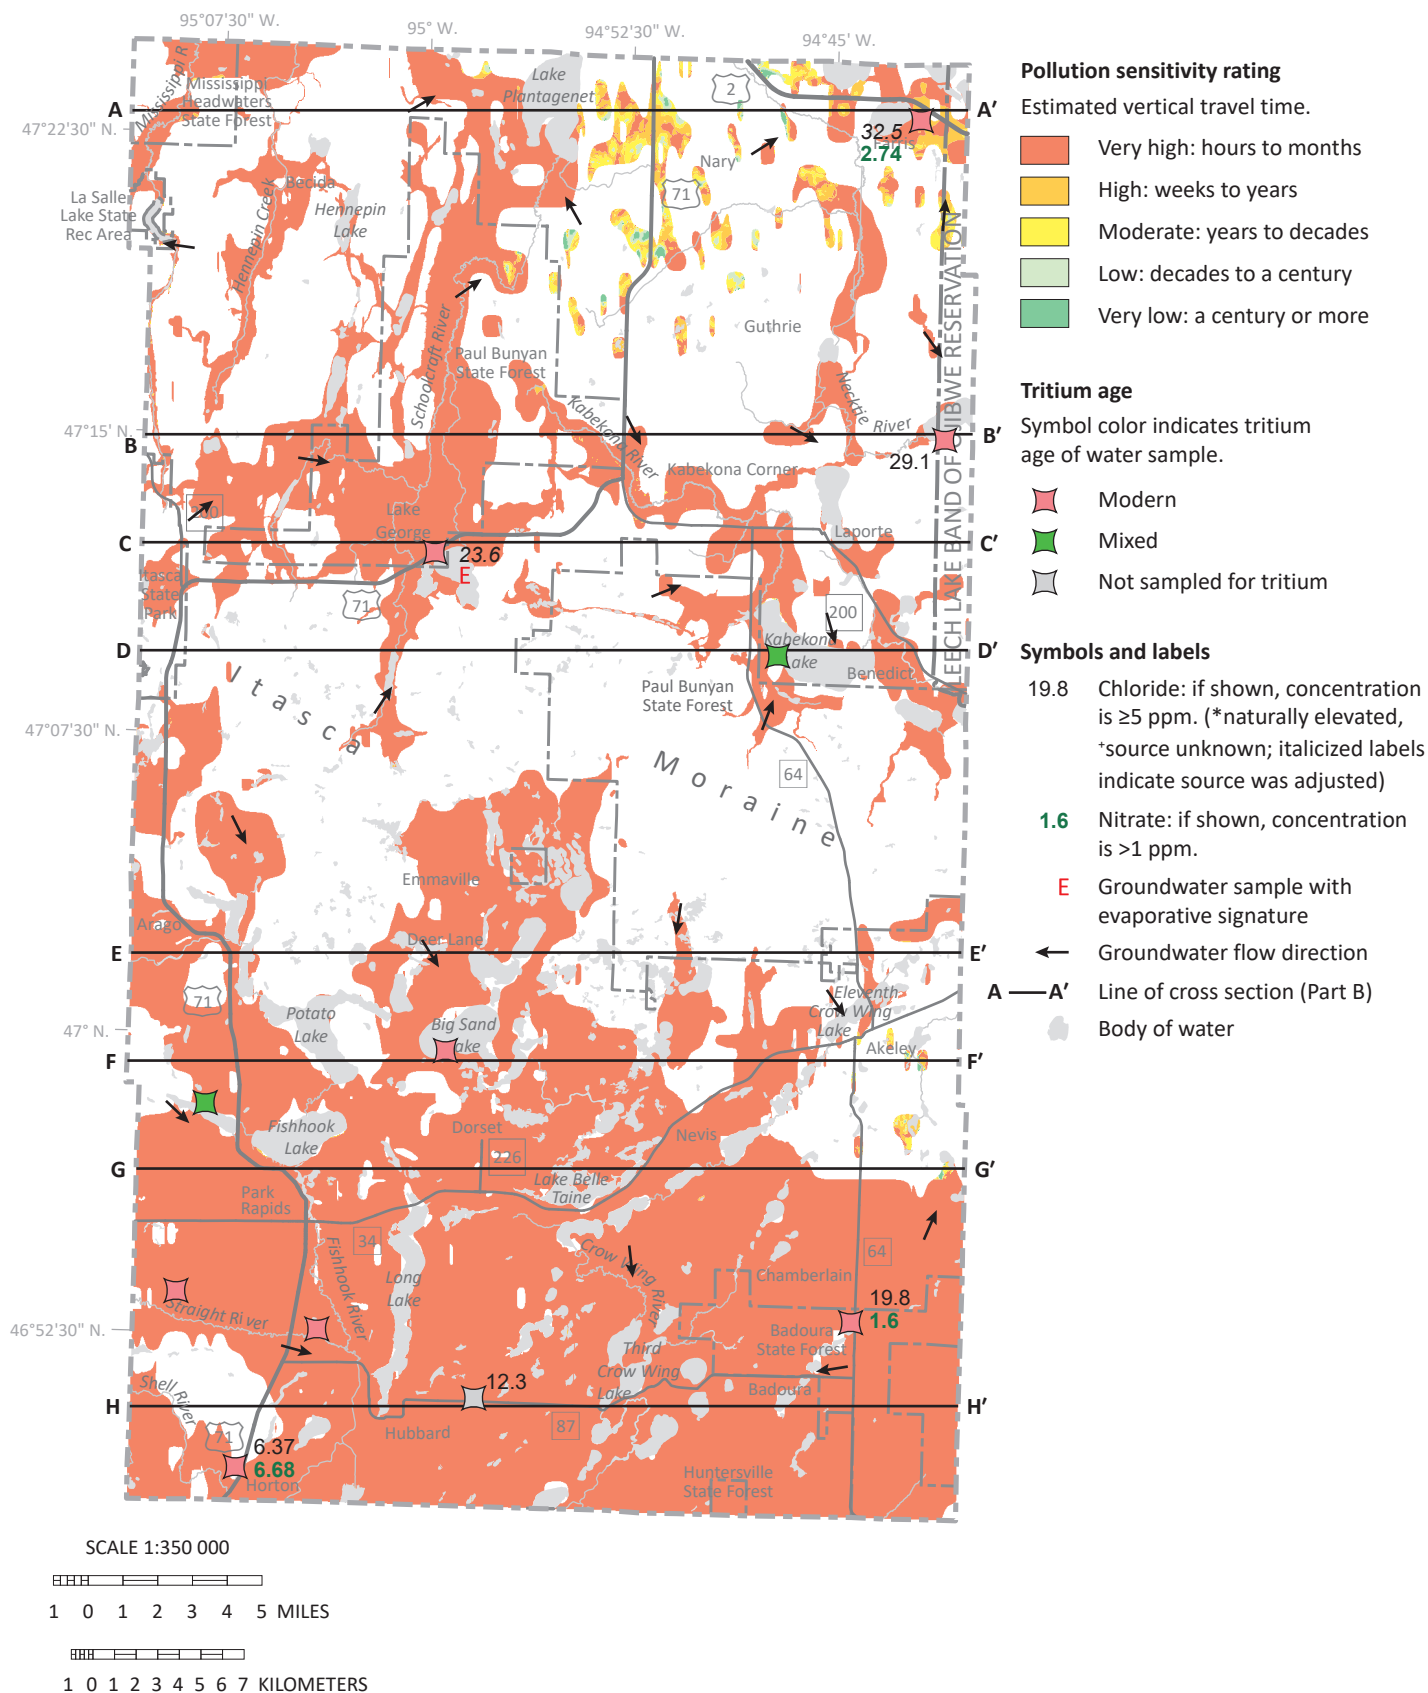 95°07'30" W.
95° W.
94°52'30" W.
94°45' W.
Mississippi R
Mississippi
Headwaters
State Forest
Lake
Plantagenet
2
A
A′
47°22'30" N.
32.5
Farris
2.74
Nary
71
Becida
La Salle
Lake State
Rec Area
Hennepin
Lake
Hennepin Creek
Schoolcraft River
Guthrie
Paul Bunyan
State Forest
Kabekona River
Necktie River
LEECH LAKE BAND OF OJIBWE RESERVATION
47°15' N.
B
B′
29.1
Kabekona Corner
200
Lake
George
Laporte
C
C′
23.6
E
Itasca
State
Park
71
200
Kabekona
Lake
D
D′
Benedict
Itasca
Paul Bunyan
State Forest
47°07'30" N.
Moraine
64
Emmaville
Arago
Deer Lane
E
E′
71
Potato
Lake
Big Sand
Lake
Eleventh
Crow Wing
Lake
47° N.
Akeley
F
F′
Fishhook
Lake
Dorset
Nevis
226
G
G′
Lake Belle
Taine
Park
Rapids
34
Fishhook River
Long
Lake
Crow Wing River
64
Chamberlain
19.8
1.6
Straight River
46°52'30" N.
Badoura
State Forest
Third
Crow Wing
Lake
Shell River
12.3
Badoura
H
H′
Hubbard
87
71
6.37
6.68
Horton
Huntersville
State Forest
SCALE 1:350 000
1 0 1 2 3 4 5 MILES
1 0 1 2 3 4 5 6 7 KILOMETERS
Pollution sensitivity rating
Estimated vertical travel time.
Very high: hours to months
High: weeks to years
Moderate: years to decades
Low: decades to a century
Very low: a century or more
Tritium age
Symbol color indicates tritium
age of water sample.
Modern
Mixed
Not sampled for tritium
Symbols and labels
19.8 Chloride: if shown, concentration
is ≥5 ppm. (*naturally elevated,
+source unknown; italicized labels
indicate source was adjusted)
1.6 Nitrate: if shown, concentration
is >1 ppm.
E Groundwater sample with
evaporative signature
Groundwater flow direction
A A′ Line of cross section (Part B)
Body of water